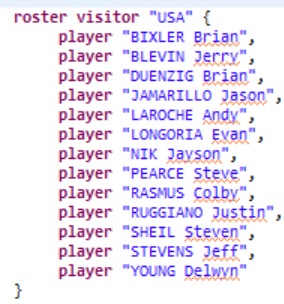 roster visitor "USA" {
player "BIXLER Brian",
player "BLEVIN Jerry",
player "DUENZIG Brian",
player "JAMARILLO Jason",
player "LAROCHE Andy",
player "LONGORIA Evan",
player "NIK Jayson",
player "PEARCE Steve",
player "RASMUS Colby",
player "RUGGIANO Justin",
player "SHEIL Steven",
player "STEVENS Jeff",
player "YOUNG Delwyn"
}